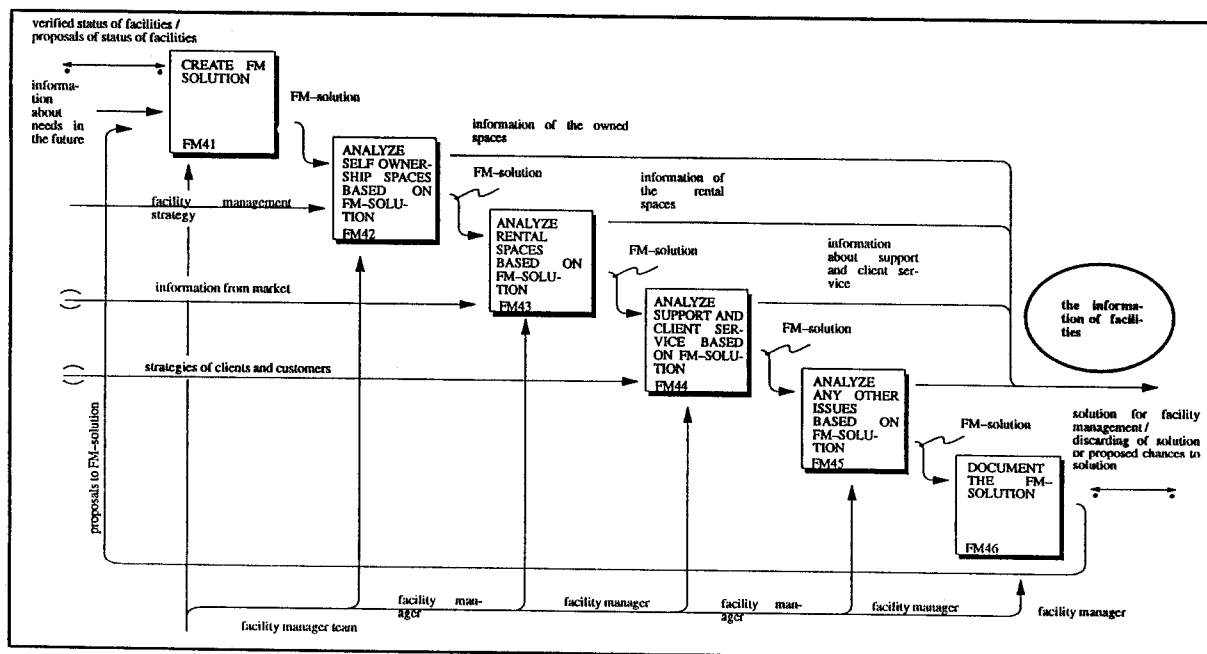 verified status of facilities /
proposals of status of facilities
CREATE FM
SOLUTION
FM41
informa-
tion
about
needs in
the future
FM–solution
ANALYZE
SELF OWNER-
SHIP SPACES
BASED ON
FM–SOLU-
TION
FM42
information of the owned
spaces
facility management
strategy
FM–solution
ANALYZE
RENTAL
SPACES
BASED ON
FM–SOLU-
TION
FM43
information of
the rental
spaces
information from market
FM–solution
ANALYZE
SUPPORT AND
CLIENT SER-
VICE BASED
ON FM–SOLU-
TION
FM44
information
about support
and client ser-
vice
strategies of clients and customers
FM–solution
ANALYZE
ANY OTHER
ISSUES
BASED ON
FM–SOLU-
TION
FM45
the informa-
tion of facili-
ties
FM–solution
DOCUMENT
THE FM–
SOLUTION
FM46
solution for facility
management /
discarding of solution
or proposed chances to
solution
proposals to FM–solution
facility manager team
facility man-
ager
facility manager
facility man-
ager
facility manager
facility manager